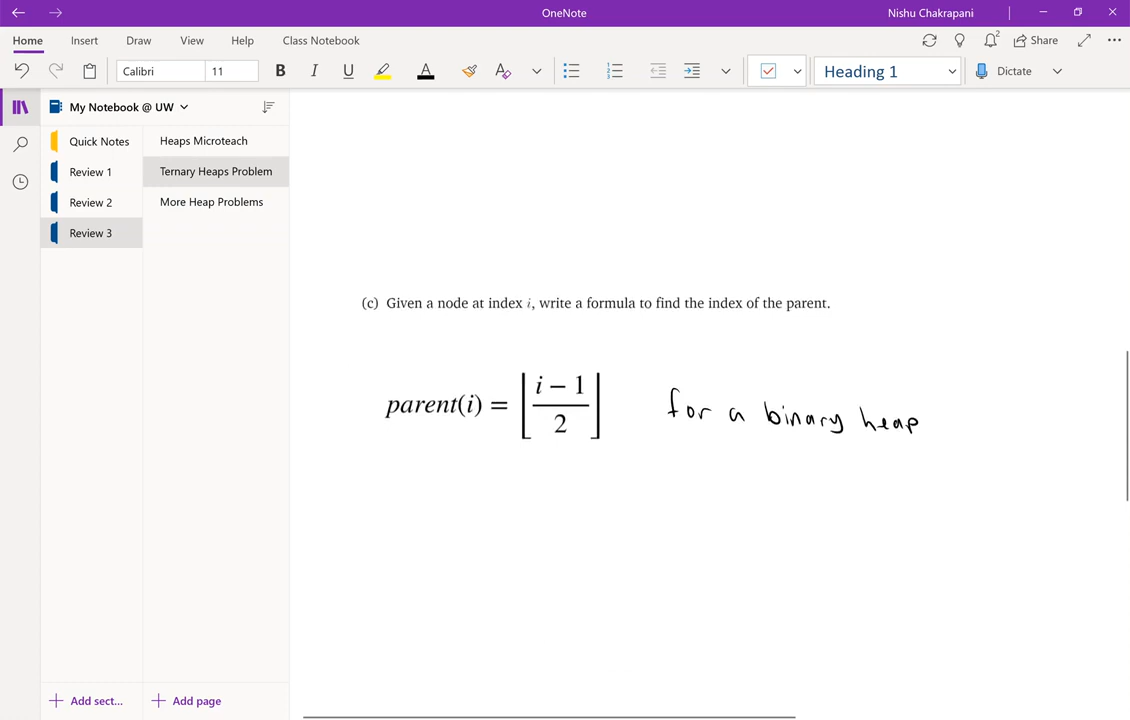 OneNote
Nishu Chakrapani
Home Insert Draw View Help Class Notebook
2
Share
Calibri 11 B I U A Heading 1 Dictate
My Notebook @ UW
Quick Notes
Review 1
Review 2
Review 3
Heaps Microteach
Ternary Heaps Problem
More Heap Problems
(c) Given a node at index i, write a formula to find the index of the parent.
parent(i) = ⌊(i − 1)/2⌋ for a binary heap
Add sect... Add page